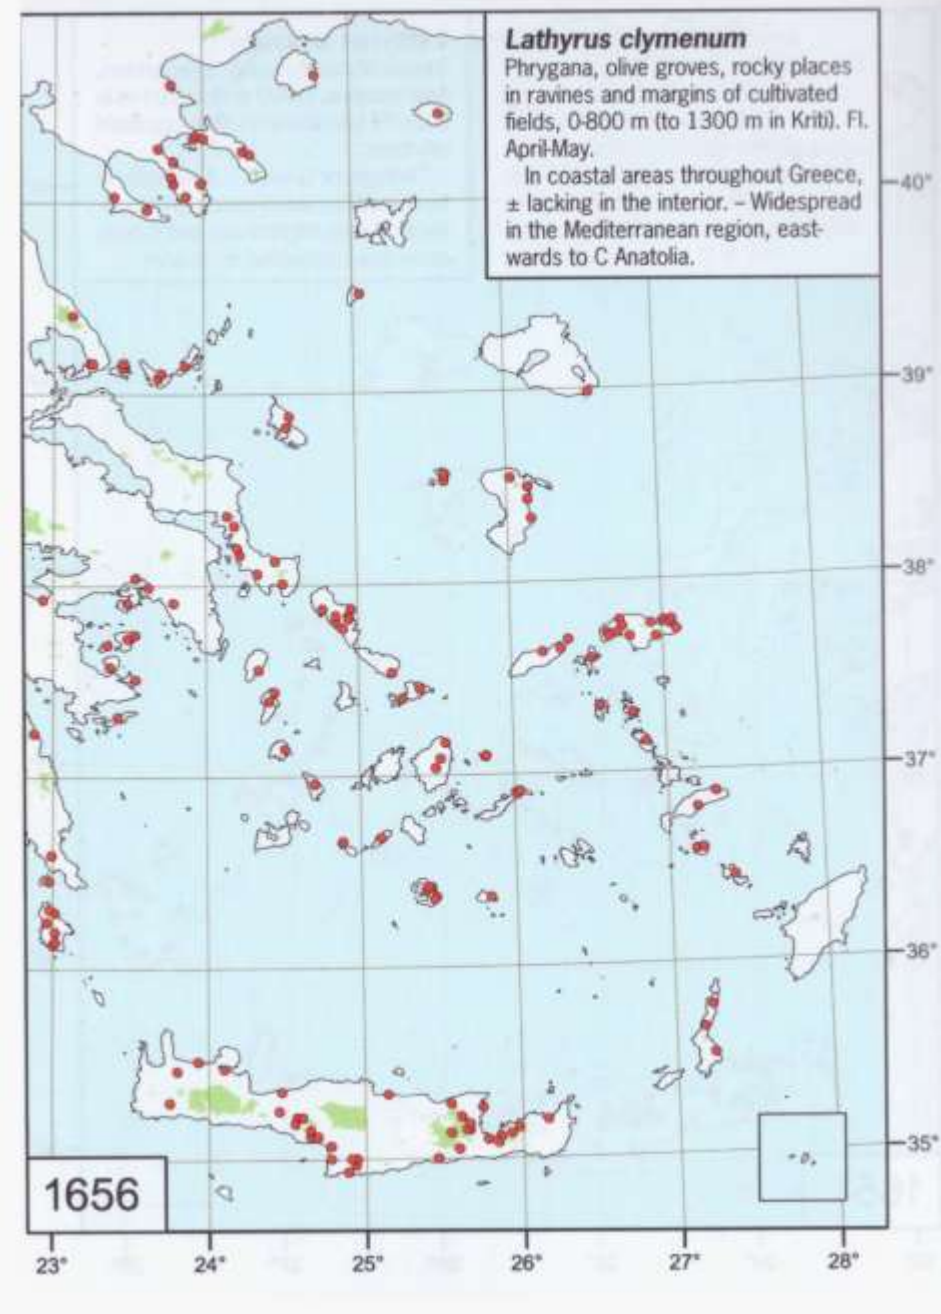 Lathyrus clymenum
Phrygana, olive groves, rocky places
in ravines and margins of cultivated
fields, 0-800 m (to 1300 m in Kriti). Fl.
April-May.
In coastal areas throughout Greece,
± lacking in the interior. – Widespread
in the Mediterranean region, east-
wards to C Anatolia.
40°
39°
38°
37°
36°
35°
1656
23° 24° 25° 26° 27° 28°